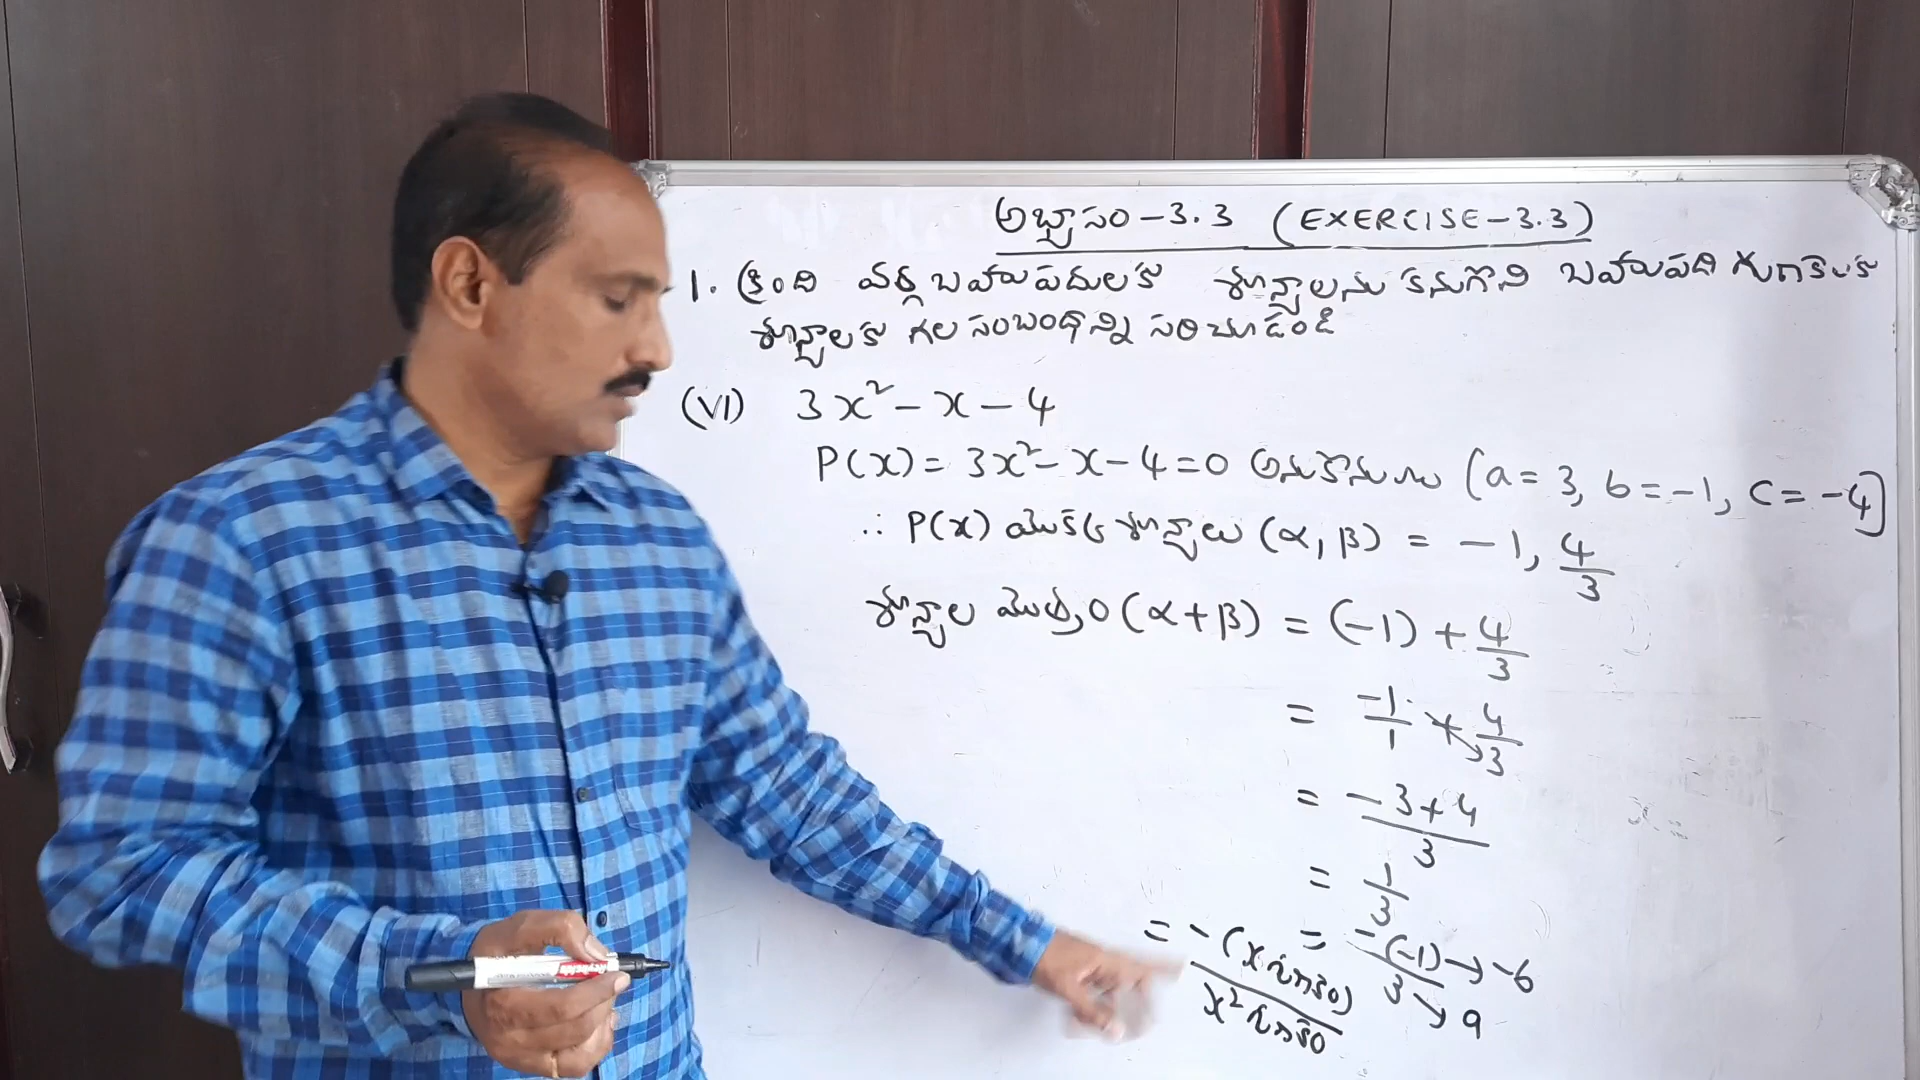 అభ్యాసం - 3.3 (EXERCISE - 3.3)
1. క్రింది వర్గ బహుపదులకు శూన్యాలను కనుగొని బహుపది గుణకాలకు
శూన్యాలకు గల సంబంధాన్ని సరిచూడండి
(VI) 3x² - x - 4
P(x) = 3x² - x - 4 = 0 అనుకొనుము (a = 3, b = -1, c = -4)
∴ P(x) యొక్క శూన్యాలు (α, β) = -1, 4/3
శూన్యాల మొత్తం (α + β) = (-1) + 4/3
= -1/1 + 4/3
= -3+4/3
= 1/3
= -(x గుణకం)/x² గుణకం = -(-1)/3 → -b → a